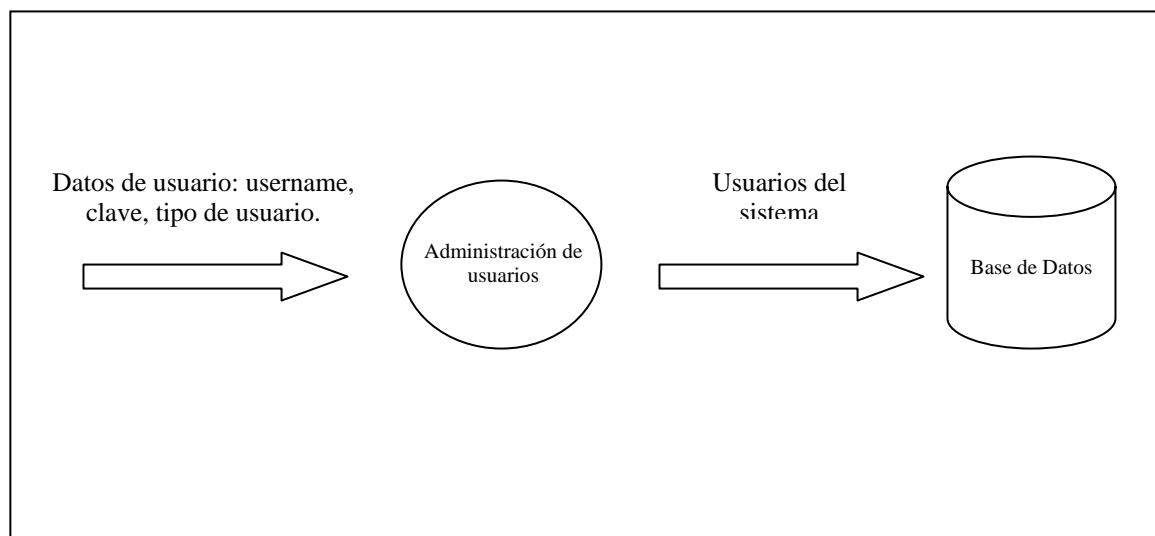 Datos de usuario: username,
clave, tipo de usuario.
Administración de
usuarios
Usuarios del
sistema
Base de Datos